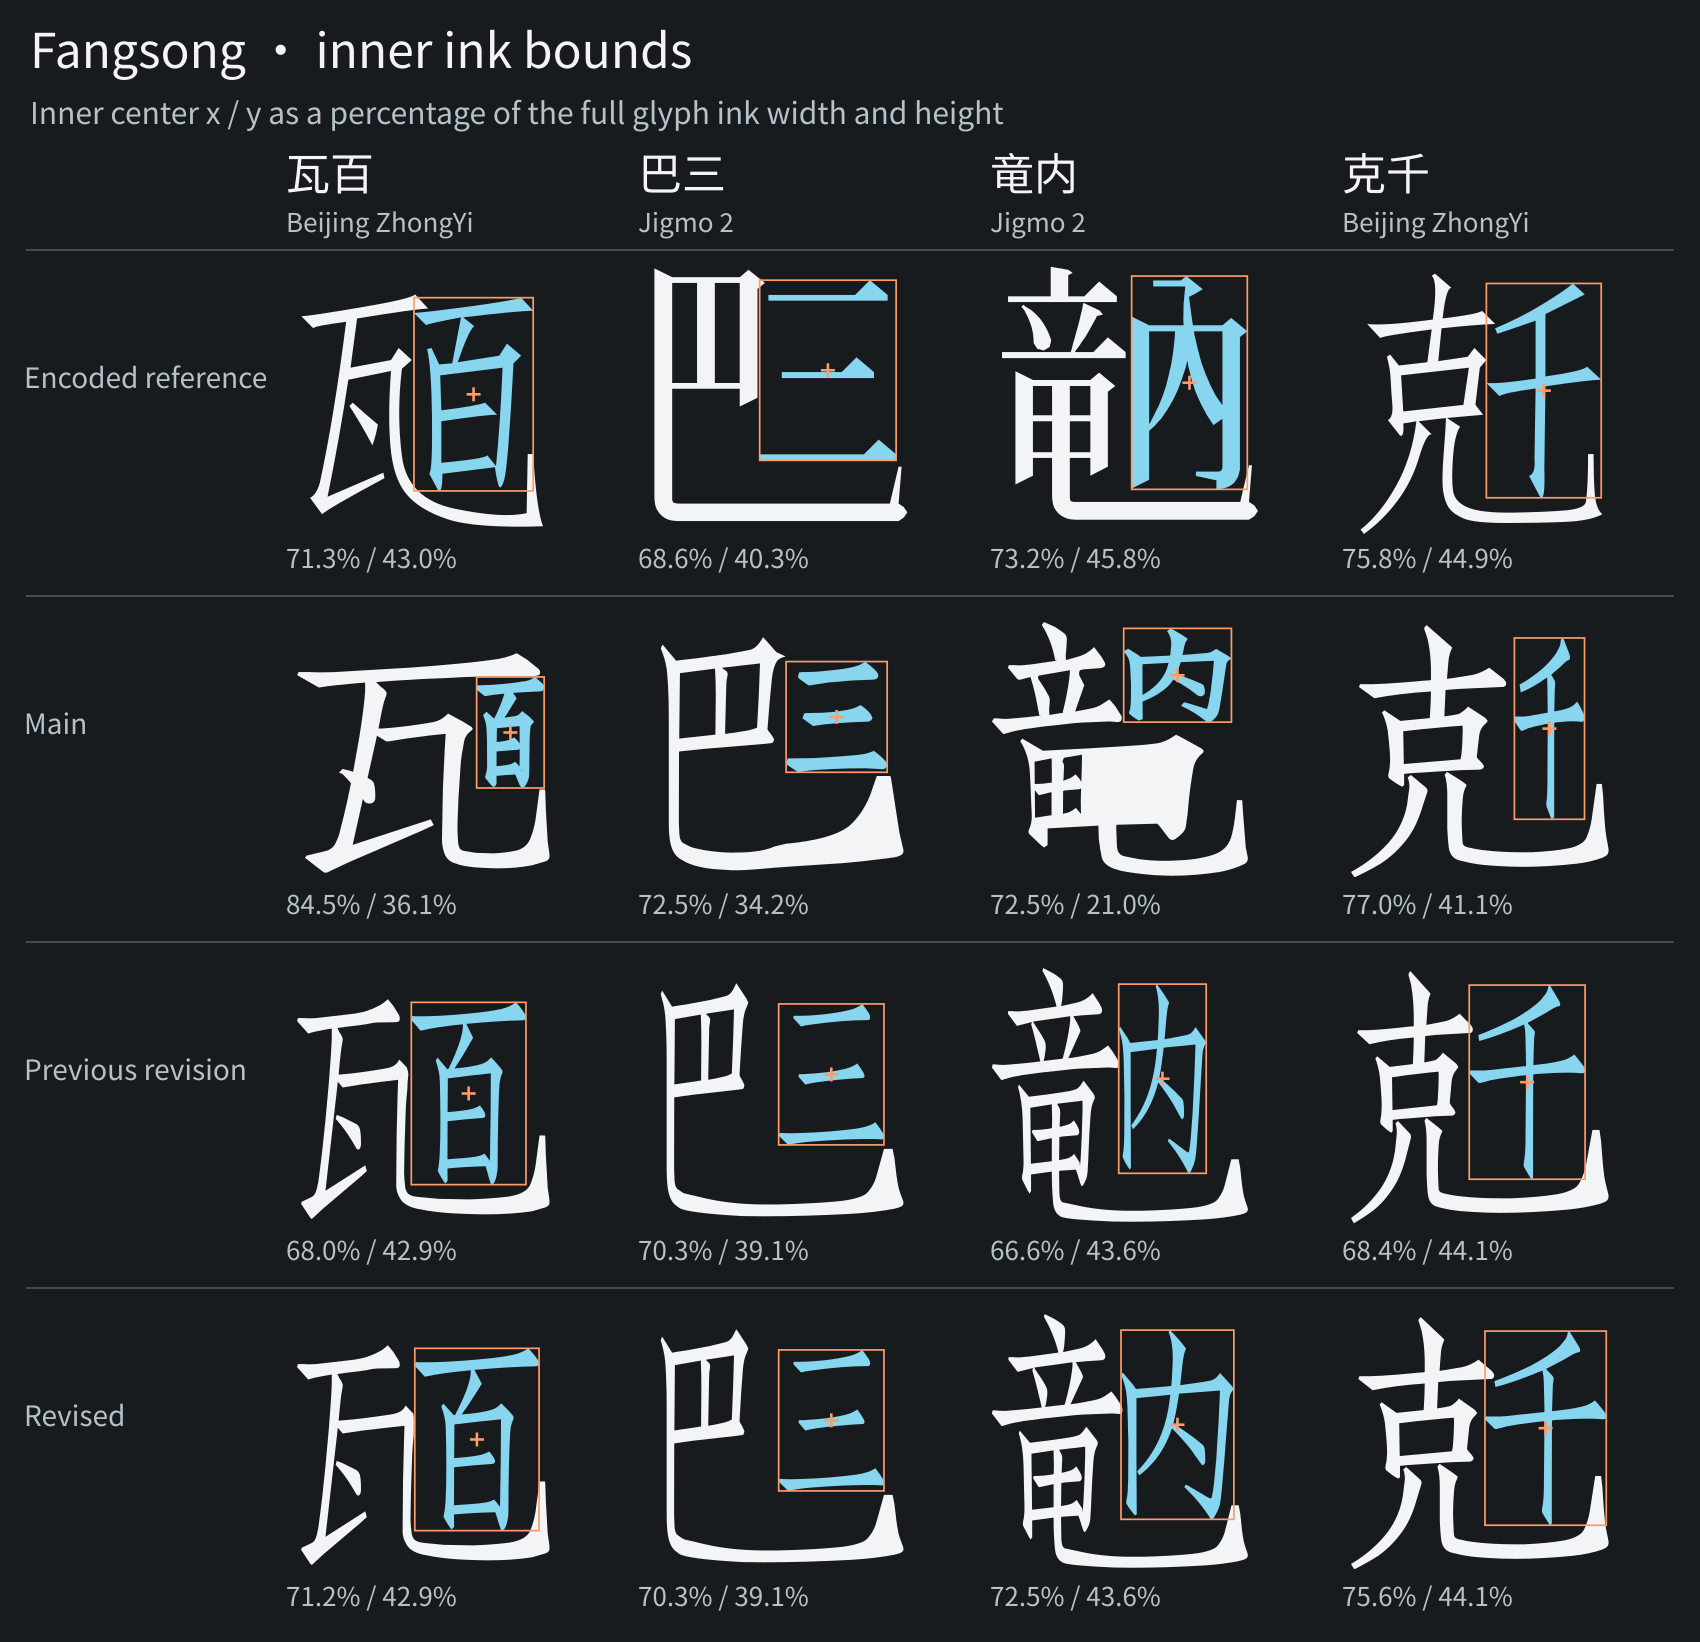 Fangsong · inner ink bounds
Inner center x / y as a percentage of the full glyph ink width and height
瓦百 巴三 竜内 克千
Beijing ZhongYi Jigmo 2 Jigmo 2 Beijing ZhongYi
Encoded reference
71.3% / 43.0% 68.6% / 40.3% 73.2% / 45.8% 75.8% / 44.9%
Main
84.5% / 36.1% 72.5% / 34.2% 72.5% / 21.0% 77.0% / 41.1%
Previous revision
68.0% / 42.9% 70.3% / 39.1% 66.6% / 43.6% 68.4% / 44.1%
Revised
71.2% / 42.9% 70.3% / 39.1% 72.5% / 43.6% 75.6% / 44.1%